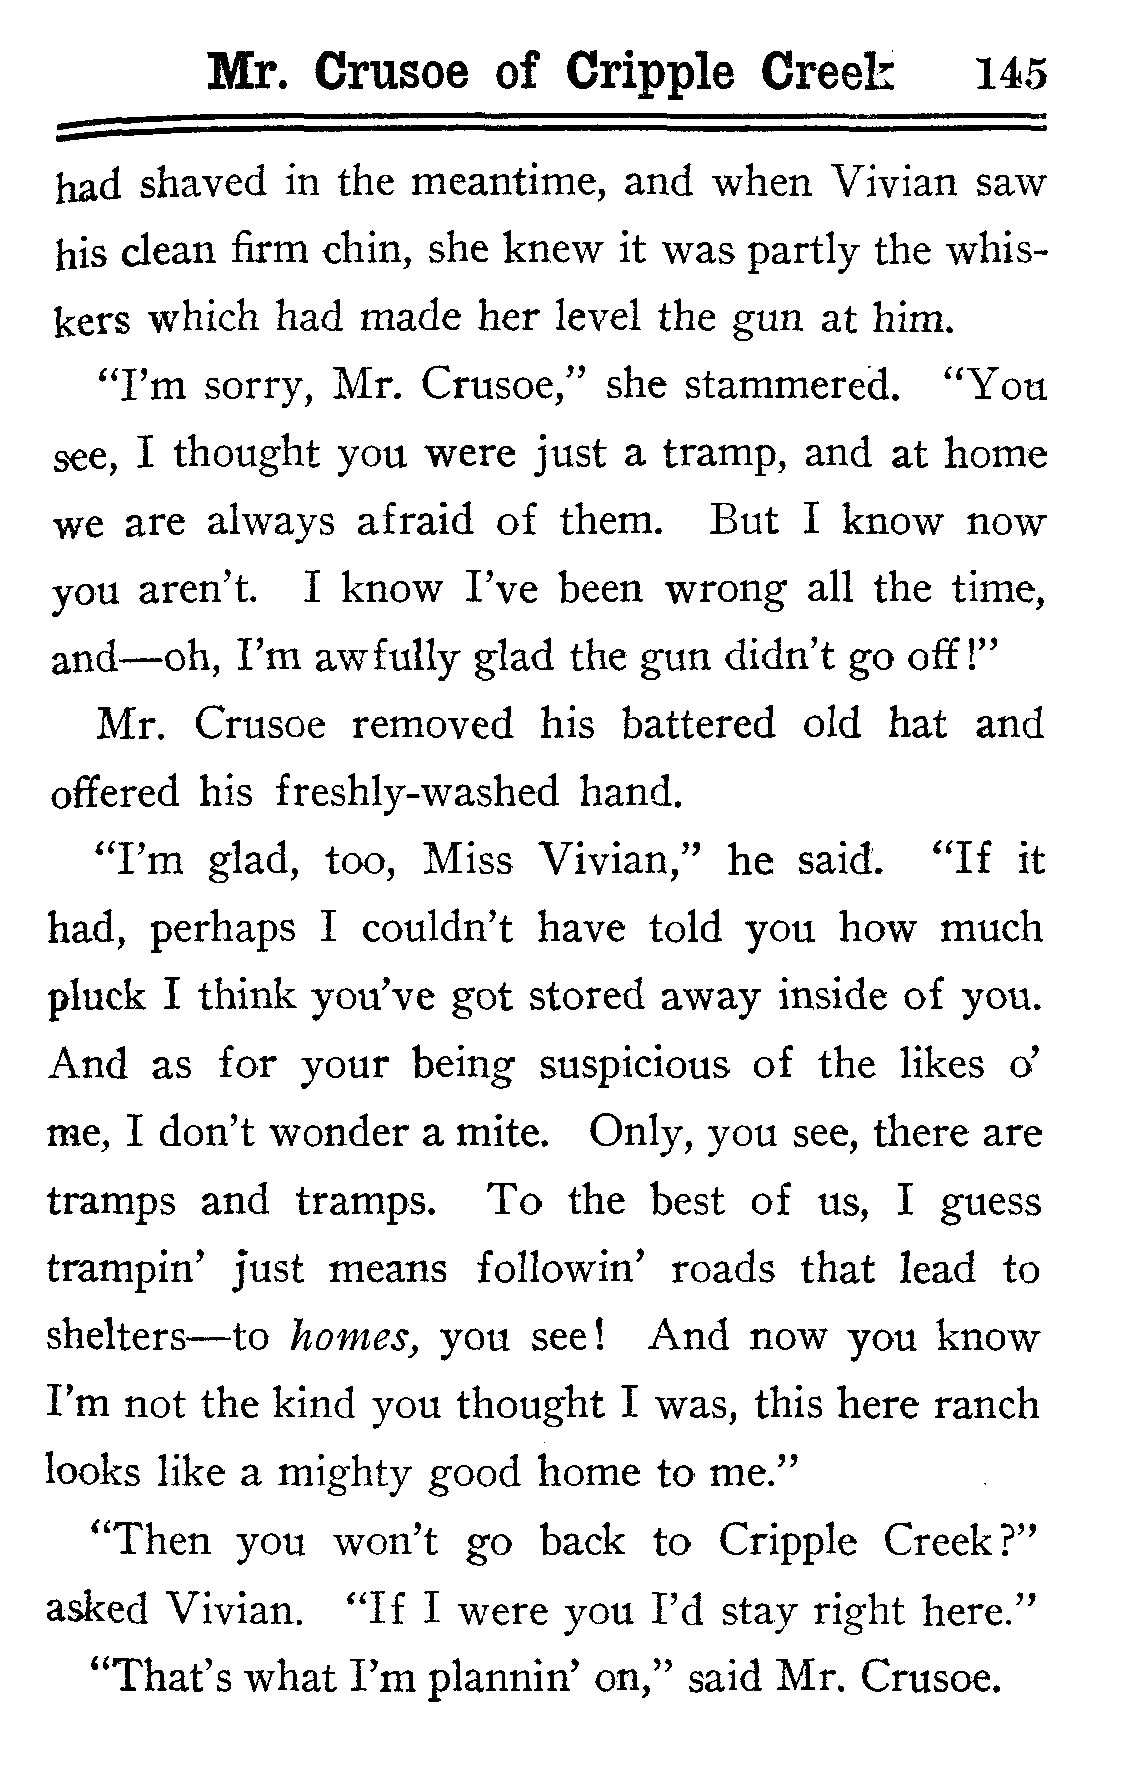 Mr. Crusoe of Cripple Creek 145
had shaved in the meantime, and when Vivian saw
his clean firm chin, she knew it was partly the whis-
kers which had made her level the gun at him.
“I’m sorry, Mr. Crusoe,” she stammered. “You
see, I thought you were just a tramp, and at home
we are always afraid of them. But I know now
you aren’t. I know I’ve been wrong all the time,
and—oh, I’m awfully glad the gun didn’t go off!”
Mr. Crusoe removed his battered old hat and
offered his freshly-washed hand.
“I’m glad, too, Miss Vivian,” he said. “If it
had, perhaps I couldn’t have told you how much
pluck I think you’ve got stored away inside of you.
And as for your being suspicious of the likes o’
me, I don’t wonder a mite. Only, you see, there are
tramps and tramps. To the best of us, I guess
trampin’ just means followin’ roads that lead to
shelters—to homes, you see! And now you know
I’m not the kind you thought I was, this here ranch
looks like a mighty good home to me.”
“Then you won’t go back to Cripple Creek?”
asked Vivian. “If I were you I’d stay right here.”
“That’s what I’m plannin’ on,” said Mr. Crusoe.